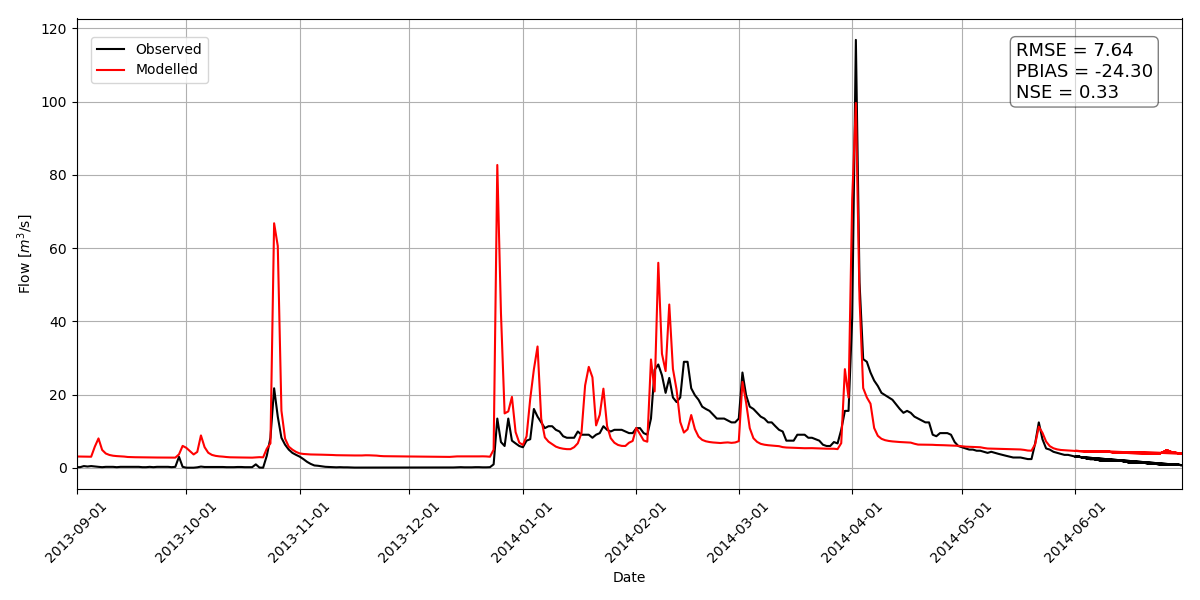 120
100
80
60
40
20
0
Flow [m³/s]
Observed
Modelled
RMSE = 7.64
PBIAS = -24.30
NSE = 0.33
2013-09-01
2013-10-01
2013-11-01
2013-12-01
2014-01-01
2014-02-01
2014-03-01
2014-04-01
2014-05-01
2014-06-01
Date